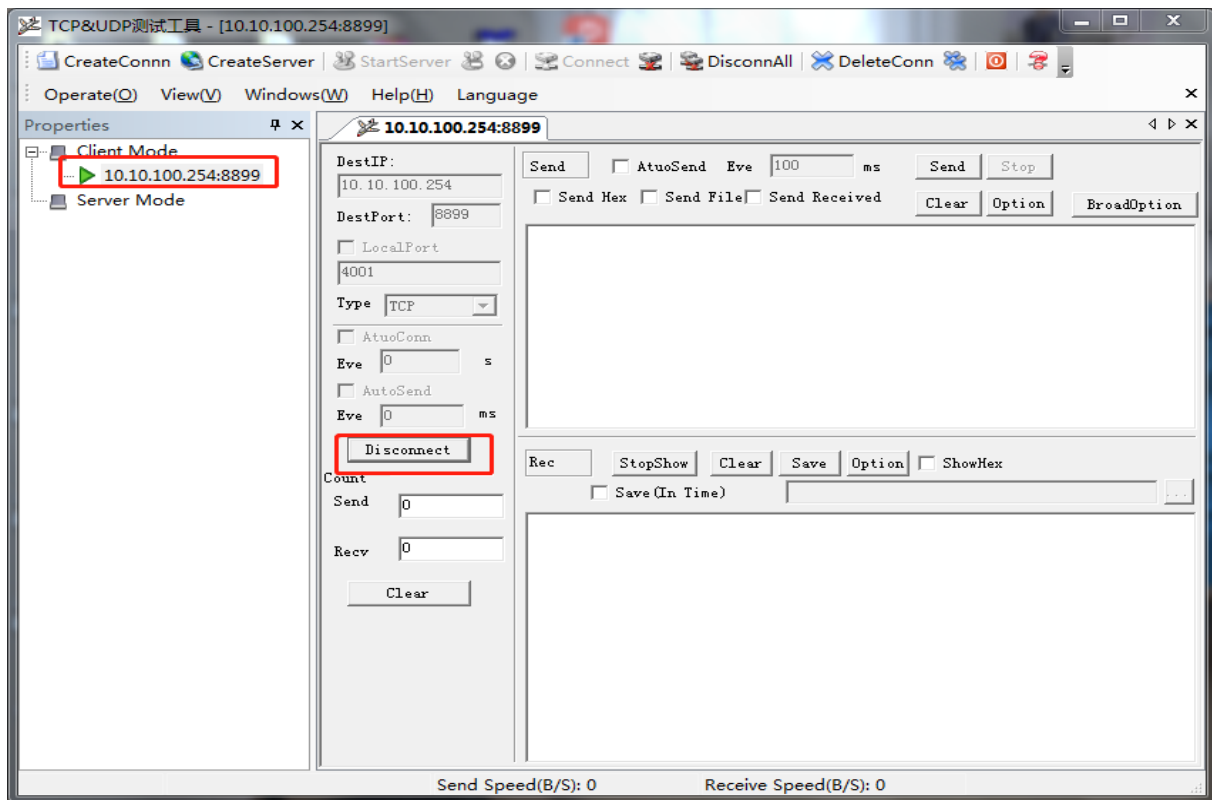 TCP&UDP测试工具 - [10.10.100.254:8899]
CreateConnn CreateServer StartServer Connect DisconnAll DeleteConn
Operate(O) View(V) Windows(W) Help(H) Language
Properties
10.10.100.254:8899
Client Mode
10.10.100.254:8899
Server Mode
DestIP:
10.10.100.254
DestPort: 8899
LocalPort
4001
Type TCP
AtuoConn
Eve 0 s
AutoSend
Eve 0 ms
Disconnect
Count
Send 0
Recv 0
Clear
Send AtuoSend Eve 100 ms Send Stop
Send Hex Send File Send Received Clear Option BroadOption
Rec StopShow Clear Save Option ShowHex
Save(In Time) ...
Send Speed(B/S): 0 Receive Speed(B/S): 0